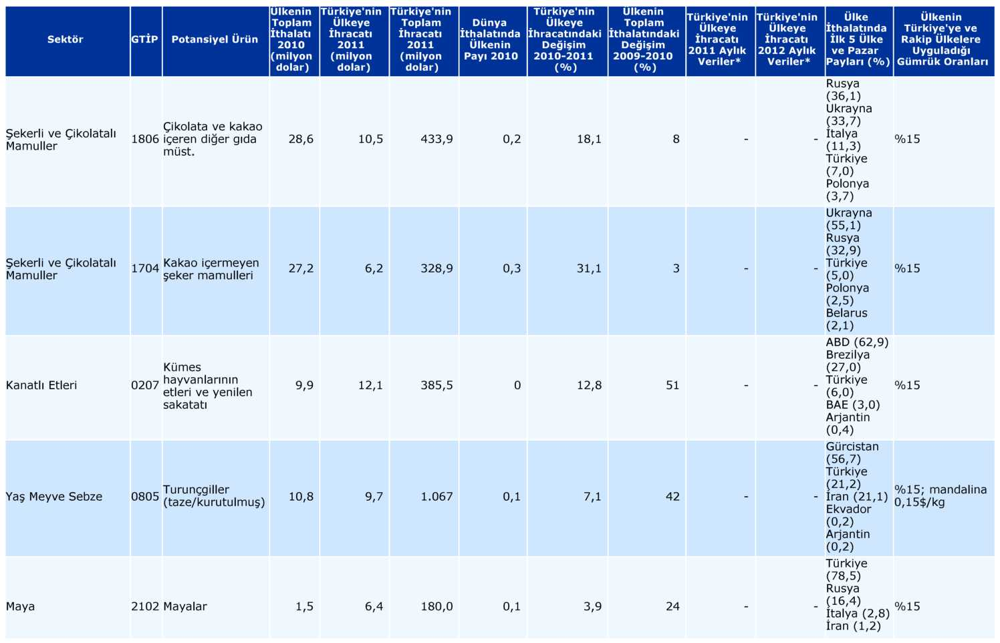 Sektör
GTİP
Potansiyel Ürün
Ülkenin
Toplam
İthalatı
2010
(milyon
dolar)
Türkiye'nin
Ülkeye
İhracatı
2011
(milyon
dolar)
Türkiye'nin
Toplam
İhracatı
2011
(milyon
dolar)
Dünya
İthalatında
Ülkenin
Payı 2010
Türkiye'nin
Ülkeye
İhracatındaki
Değişim
2010-2011
(%)
Ülkenin
Toplam
İthalatındaki
Değişim
2009-2010
(%)
Türkiye'nin
Ülkeye
İhracatı
2011 Aylık
Veriler*
Türkiye'nin
Ülkeye
İhracatı
2012 Aylık
Veriler*
Ülke
İthalatında
İlk 5 Ülke
ve Pazar
Payları (%)
Ülkenin
Türkiye'ye ve
Rakip Ülkelere
Uyguladığı
Gümrük Oranları
Şekerli ve Çikolatalı
Mamuller
1806
Çikolata ve kakao
içeren diğer gıda
müst.
28,6
10,5
433,9
0,2
18,1
8
-
-
Rusya
(36,1)
Ukrayna
(33,7)
İtalya
(11,3)
Türkiye
(7,0)
Polonya
(3,7)
%15
Şekerli ve Çikolatalı
Mamuller
1704
Kakao içermeyen
şeker mamulleri
27,2
6,2
328,9
0,3
31,1
3
-
-
Ukrayna
(55,1)
Rusya
(32,9)
Türkiye
(5,0)
Polonya
(2,5)
Belarus
(2,1)
%15
Kanatlı Etleri
0207
Kümes
hayvanlarının
etleri ve yenilen
sakatatı
9,9
12,1
385,5
0
12,8
51
-
-
ABD (62,9)
Brezilya
(27,0)
Türkiye
(6,0)
BAE (3,0)
Arjantin
(0,4)
%15
Yaş Meyve Sebze
0805
Turunçgiller
(taze/kurutulmuş)
10,8
9,7
1.067
0,1
7,1
42
-
-
Gürcistan
(56,7)
Türkiye
(21,2)
İran (21,1)
Ekvador
(0,2)
Arjantin
(0,2)
%15; mandalina
0,15$/kg
Maya
2102
Mayalar
1,5
6,4
180,0
0,1
3,9
24
-
-
Türkiye
(78,5)
Rusya
(16,4)
İtalya (2,8)
İran (1,2)
%15